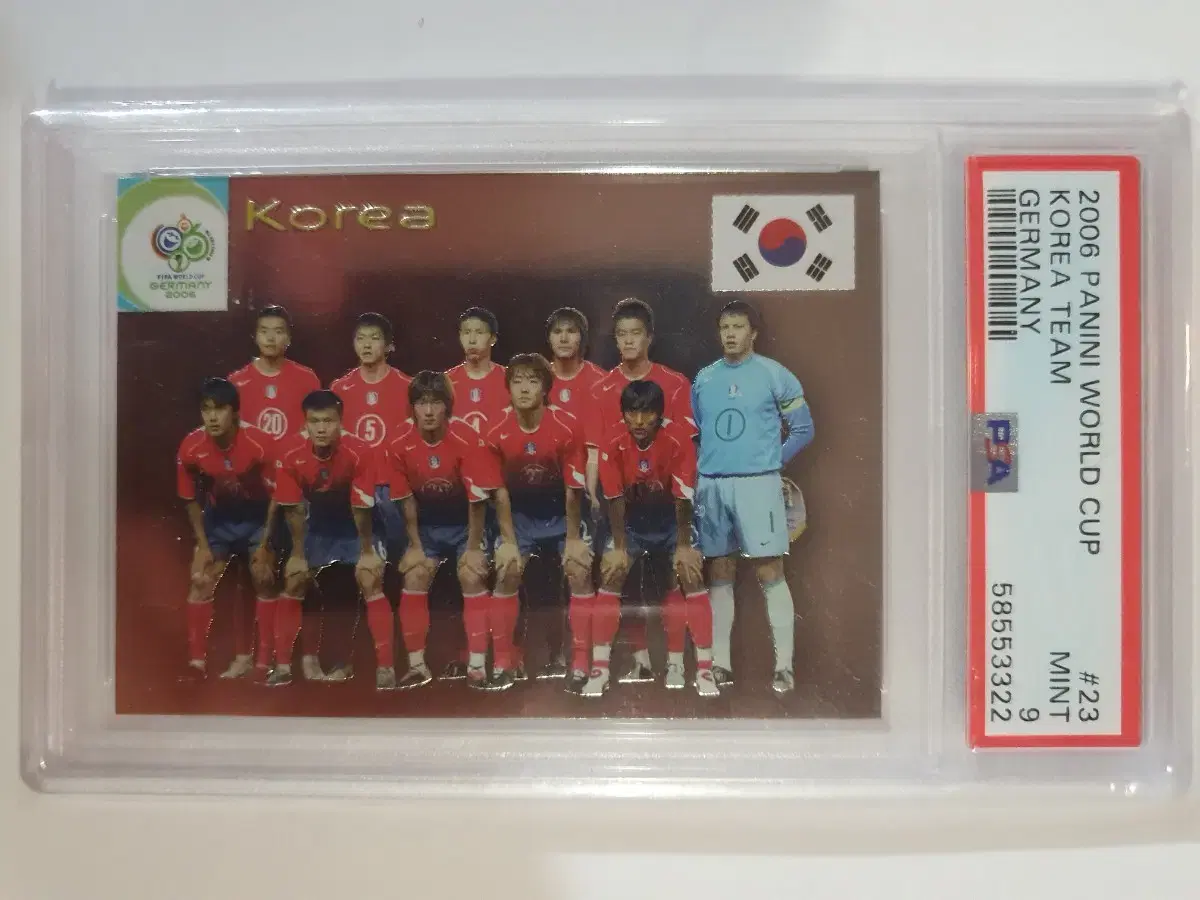 Korea
FIFA WORLD CUP
GERMANY
2006
20
5
1
1
2006 PANINI WORLD CUP #23
KOREA TEAM MINT
GERMANY 9
58553322
PSA